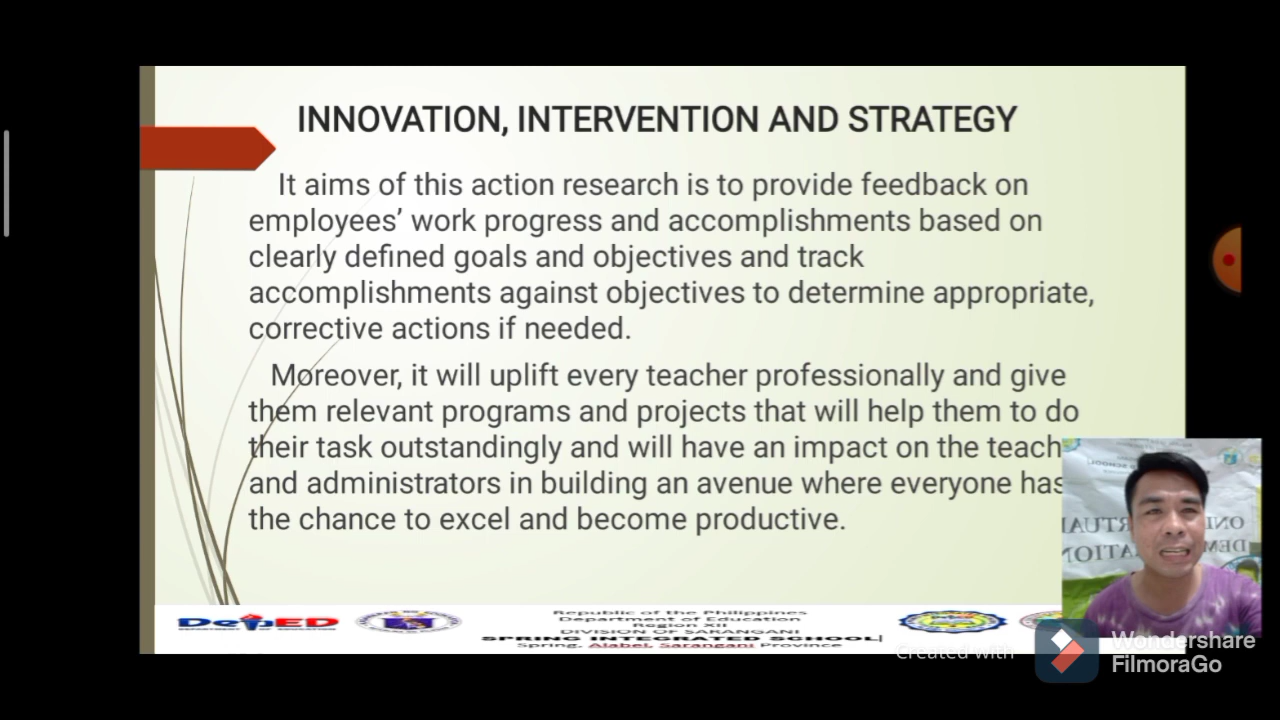 INNOVATION, INTERVENTION AND STRATEGY
It aims of this action research is to provide feedback on
employees’ work progress and accomplishments based on
clearly defined goals and objectives and track
accomplishments against objectives to determine appropriate,
corrective actions if needed.
Moreover, it will uplift every teacher professionally and give
them relevant programs and projects that will help them to do
their task outstandingly and will have an impact on the teach
and administrators in building an avenue where everyone has
the chance to excel and become productive.
DepED
DEPARTMENT OF EDUCATION
Republic of the Philippines
Department of Education
Region XII
DIVISION OF SARANGANI
SPRING INTEGRATED SCHOOL
Spring, Alabel, Sarangani Province
Created with
Wondershare
FilmoraGo